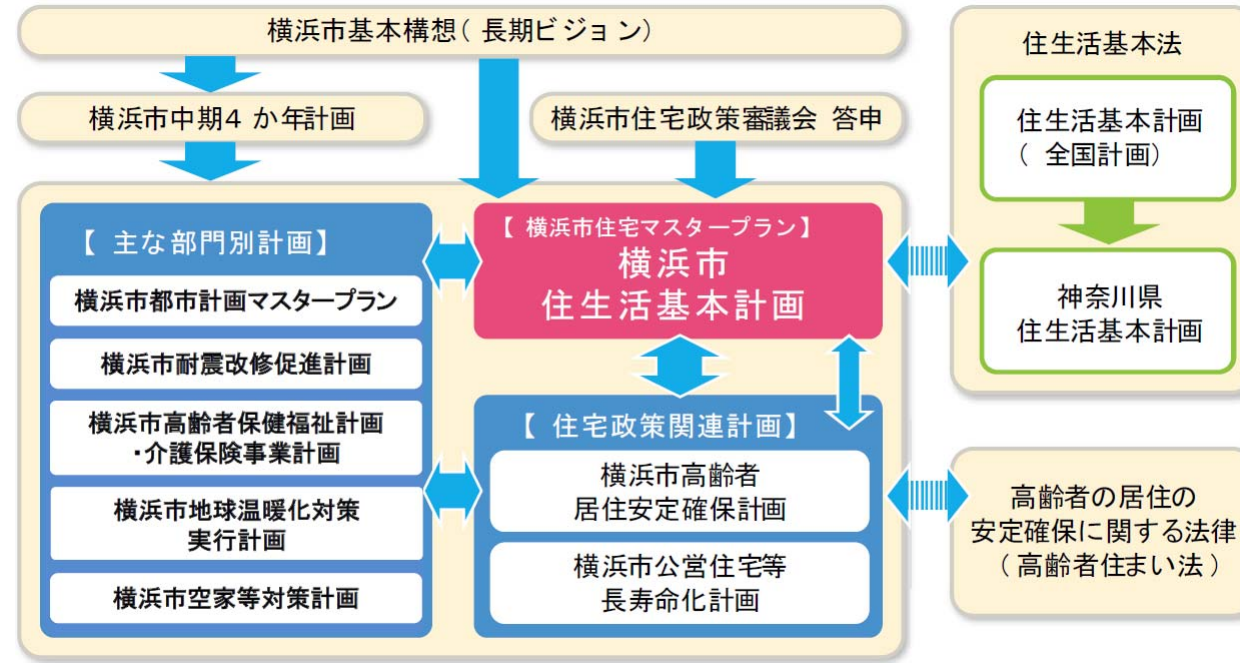 横浜市基本構想(長期ビジョン)
横浜市中期4か年計画
横浜市住宅政策審議会 答申
【主な部門別計画】
横浜市都市計画マスタープラン
横浜市耐震改修促進計画
横浜市高齢者保健福祉計画
・介護保険事業計画
横浜市地球温暖化対策
実行計画
横浜市空家等対策計画
【横浜市住宅マスタープラン】
横浜市
住生活基本計画
【住宅政策関連計画】
横浜市高齢者
居住安定確保計画
横浜市公営住宅等
長寿命化計画
住生活基本法
住生活基本計画
(全国計画)
神奈川県
住生活基本計画
高齢者の居住の
安定確保に関する法律
(高齢者住まい法)